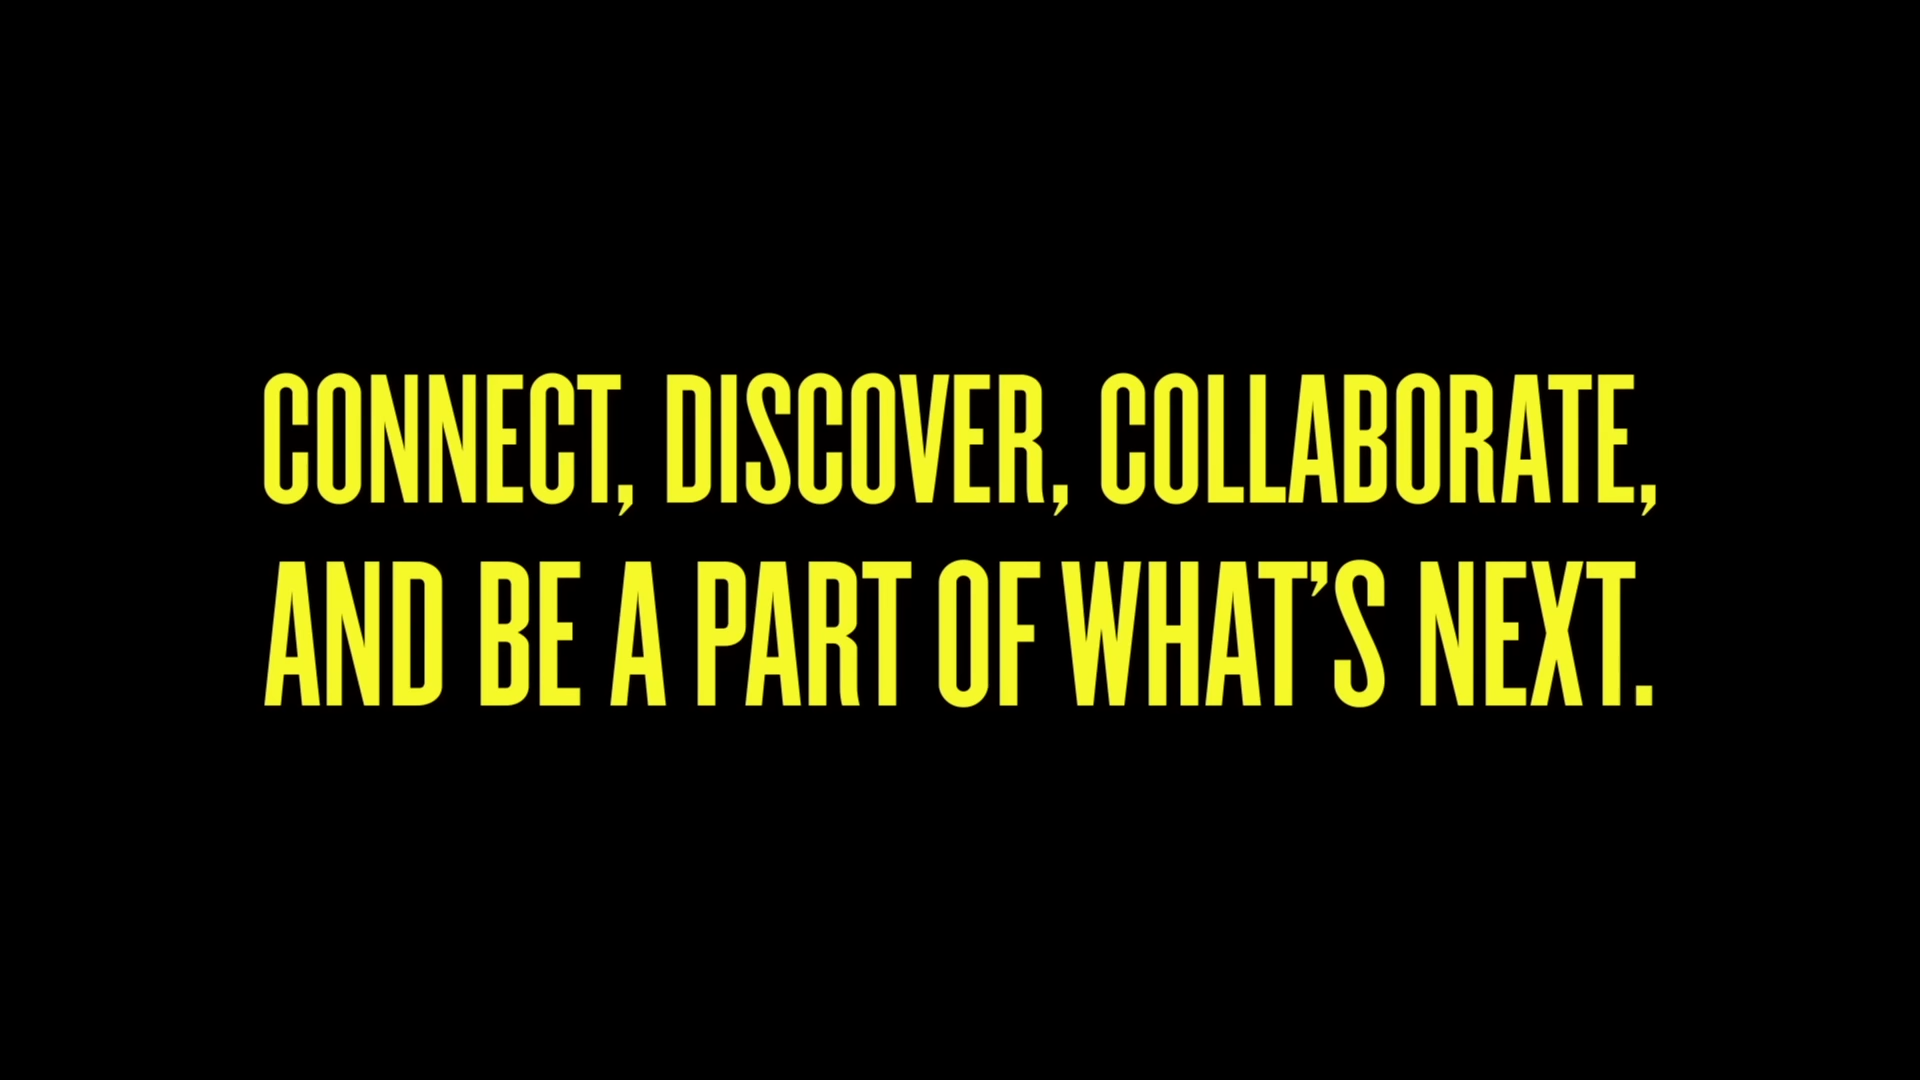 CONNECT, DISCOVER, COLLABORATE,
AND BE A PART OF WHAT’S NEXT.